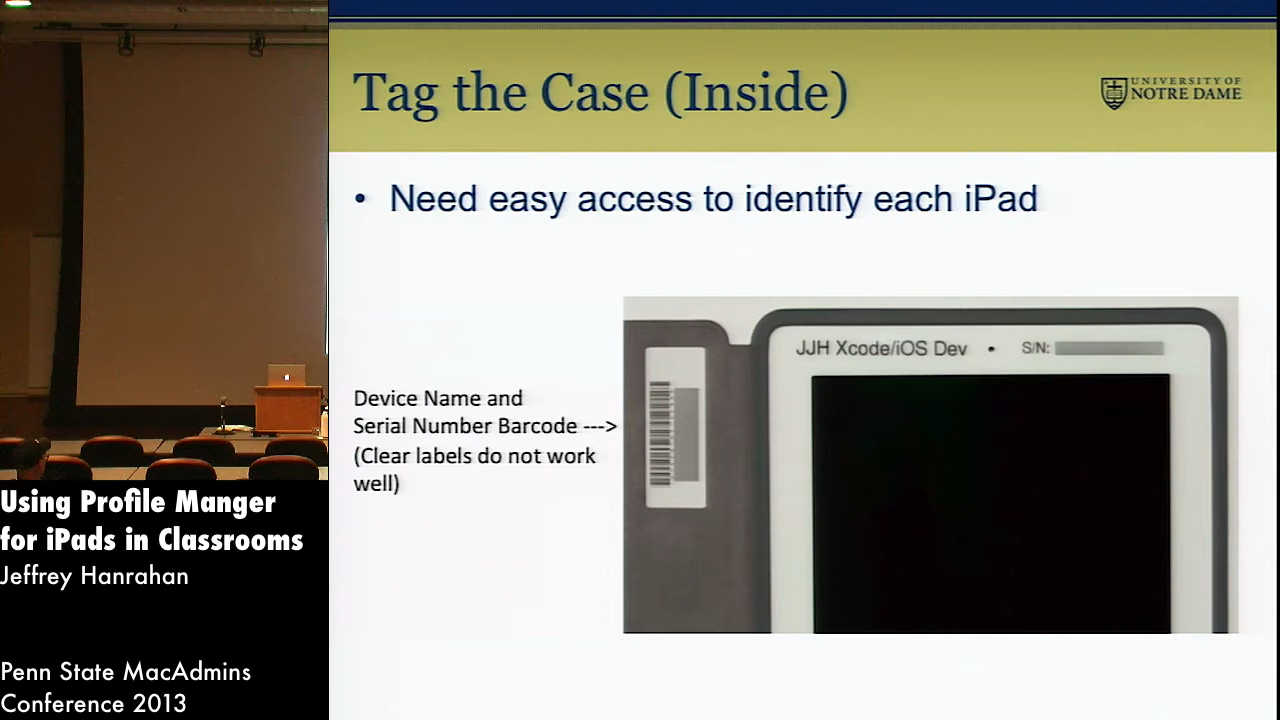 Tag the Case (Inside)
UNIVERSITY OF
NOTRE DAME
• Need easy access to identify each iPad
Device Name and
Serial Number Barcode --->
(Clear labels do not work
well)
JJH Xcode/iOS Dev • S/N:
Using Profile Manger
for iPads in Classrooms
Jeffrey Hanrahan
Penn State MacAdmins
Conference 2013